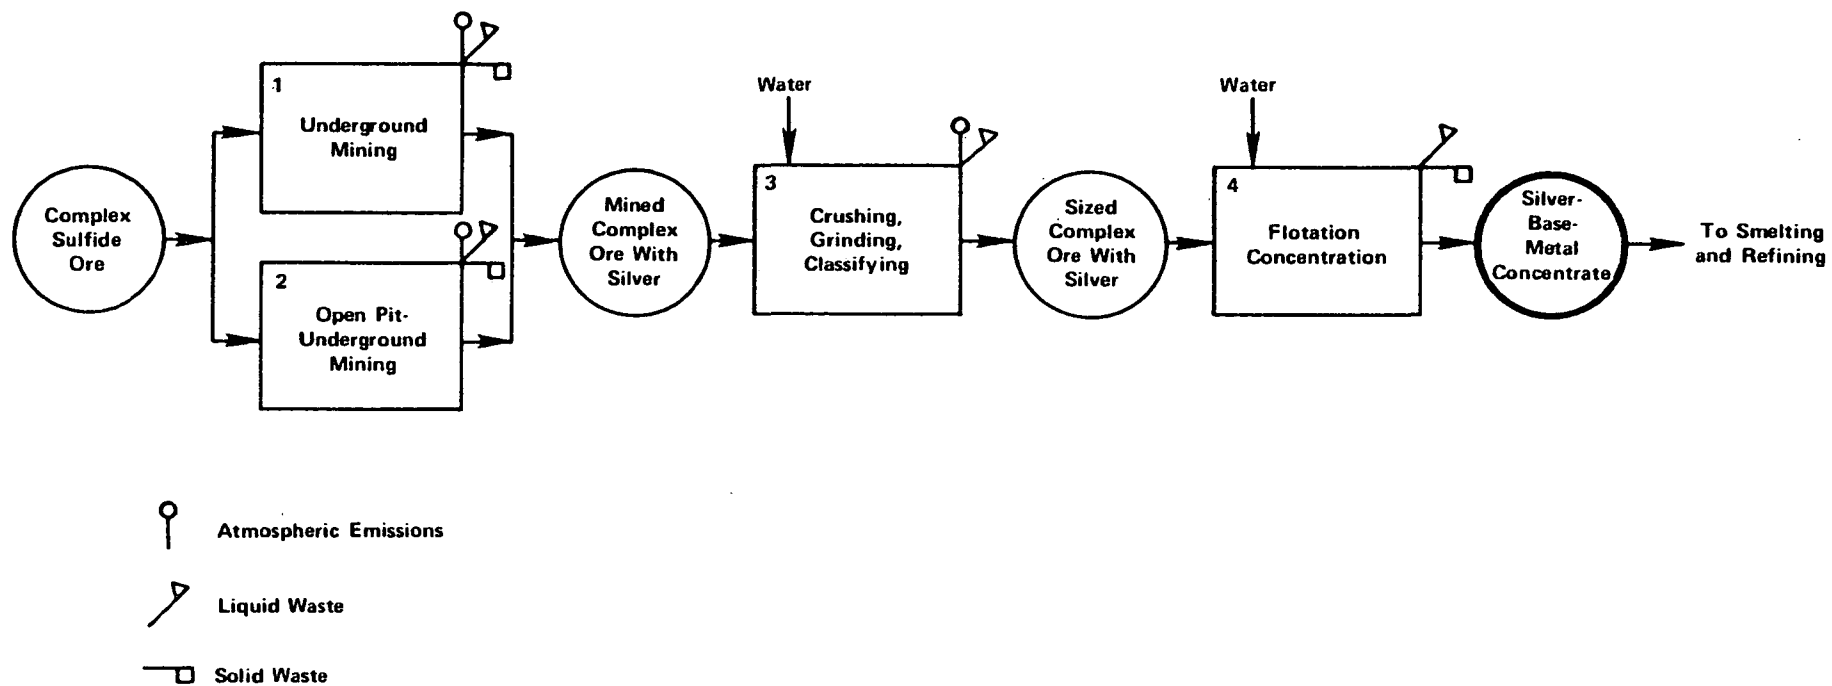 Complex
Sulfide
Ore
1
Underground
Mining
2
Open Pit-
Underground
Mining
Mined
Complex
Ore With
Silver
Water
3
Crushing,
Grinding,
Classifying
Sized
Complex
Ore With
Silver
Water
4
Flotation
Concentration
Silver-
Base-
Metal
Concentrate
To Smelting
and Refining
Atmospheric Emissions
Liquid Waste
Solid Waste